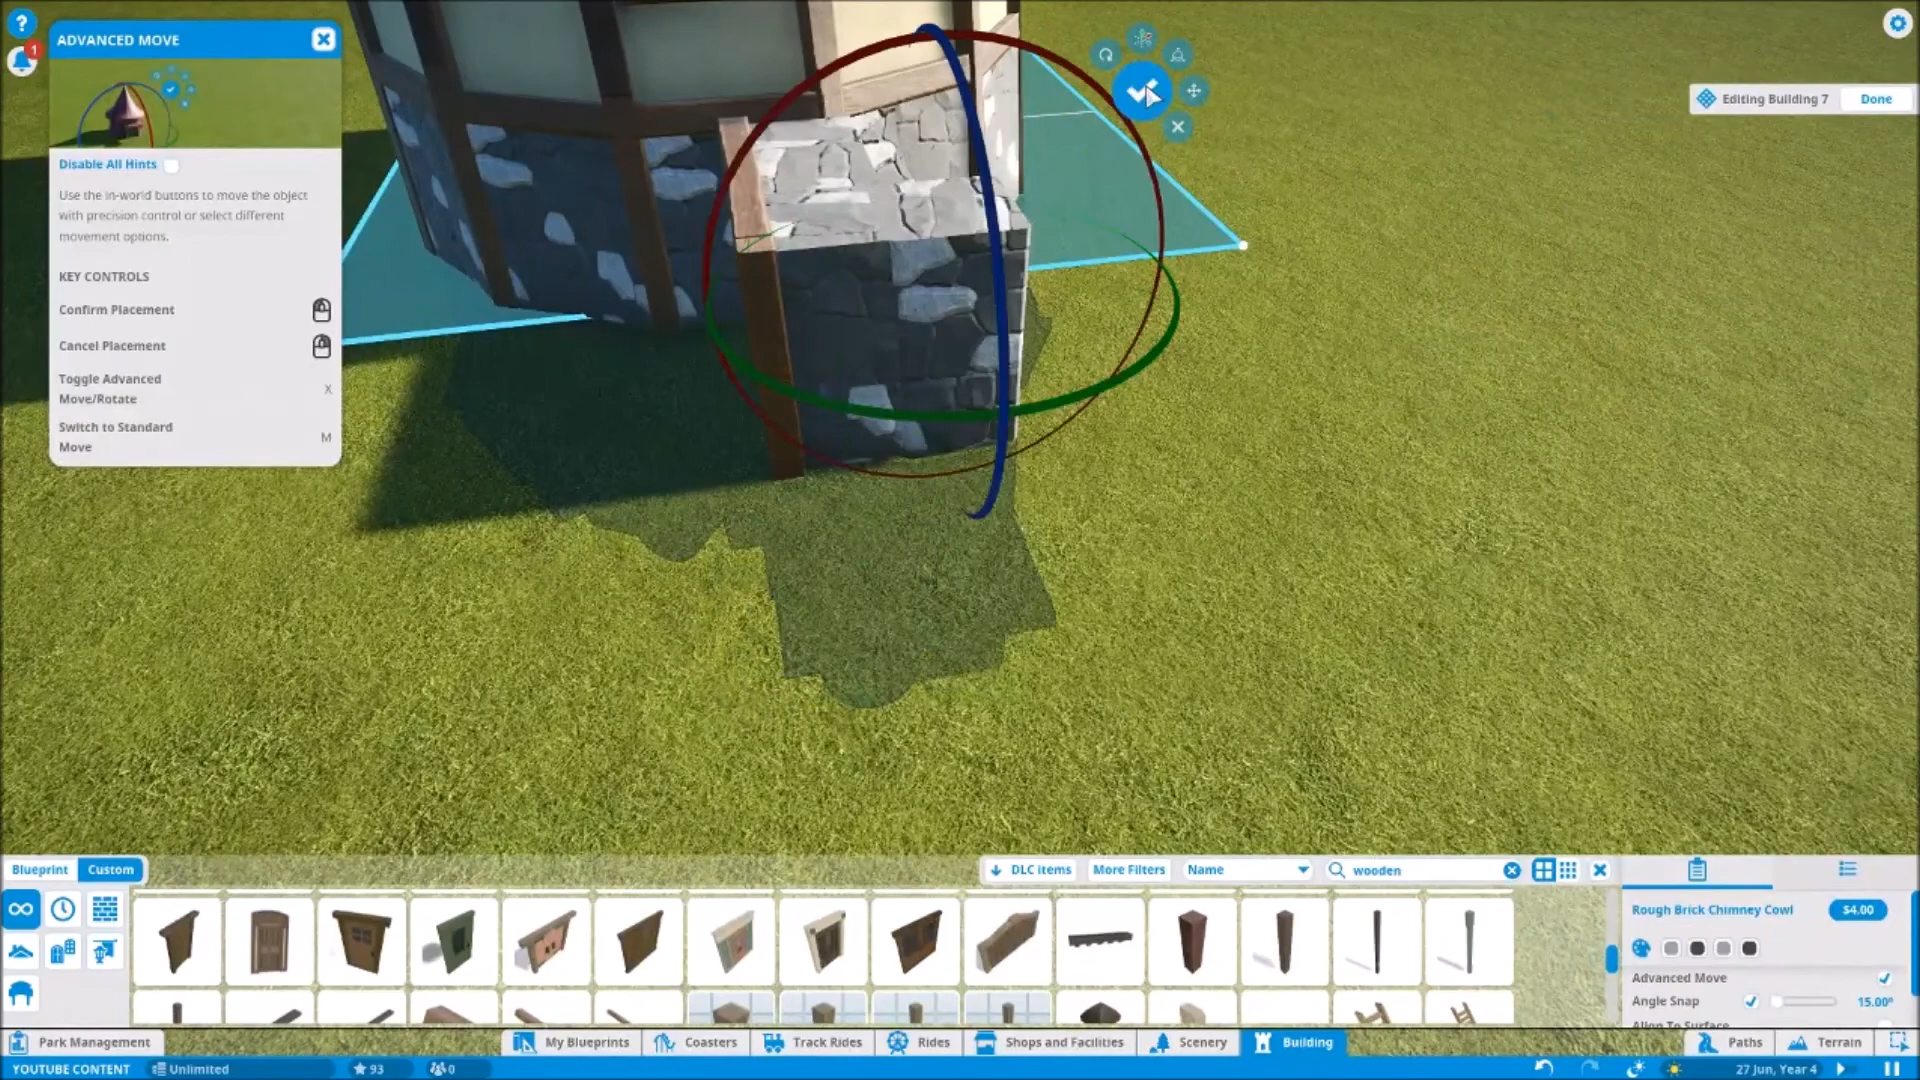 ?
1
ADVANCED MOVE
Disable All Hints
Use the in-world buttons to move the object
with precision control or select different
movement options.
KEY CONTROLS
Confirm Placement
Cancel Placement
Toggle Advanced
Move/Rotate
X
Switch to Standard
Move
M
Editing Building 7
Done
Blueprint
Custom
DLC items
More Filters
Name
wooden
Rough Brick Chimney Cowl
$4.00
Advanced Move
Angle Snap
15.00°
Align To Surface
Park Management
My Blueprints
Coasters
Track Rides
Rides
Shops and Facilities
Scenery
Building
Paths
Terrain
YOUTUBE CONTENT
Unlimited
93
0
27 Jun, Year 4